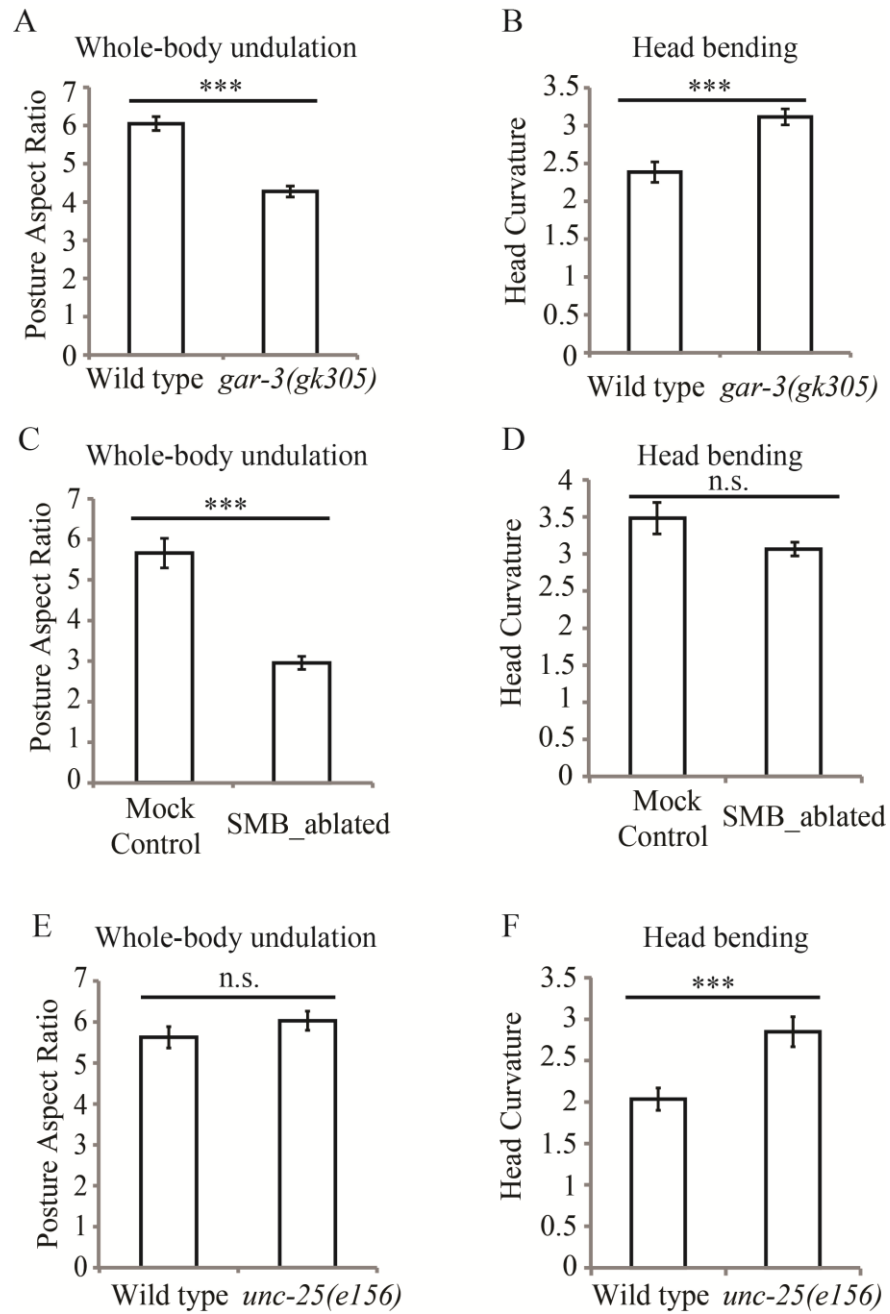 A
Whole-body undulation
***
Posture Aspect Ratio
7
6
5
4
3
2
1
0
Wild type gar-3(gk305)
B
Head bending
***
Head Curvature
3.5
3
2.5
2
1.5
1
0.5
0
Wild type gar-3(gk305)
C
Whole-body undulation
***
Posture Aspect Ratio
7
6
5
4
3
2
1
0
Mock
Control
SMB_ablated
D
Head bending
n.s.
Head Curvature
4
3.5
3
2.5
2
1.5
1
0.5
0
Mock
Control
SMB_ablated
E
Whole-body undulation
n.s.
Posture Aspect Ratio
7
6
5
4
3
2
1
0
Wild type unc-25(e156)
F
Head bending
***
Head Curvature
3.5
3
2.5
2
1.5
1
0.5
0
Wild type unc-25(e156)